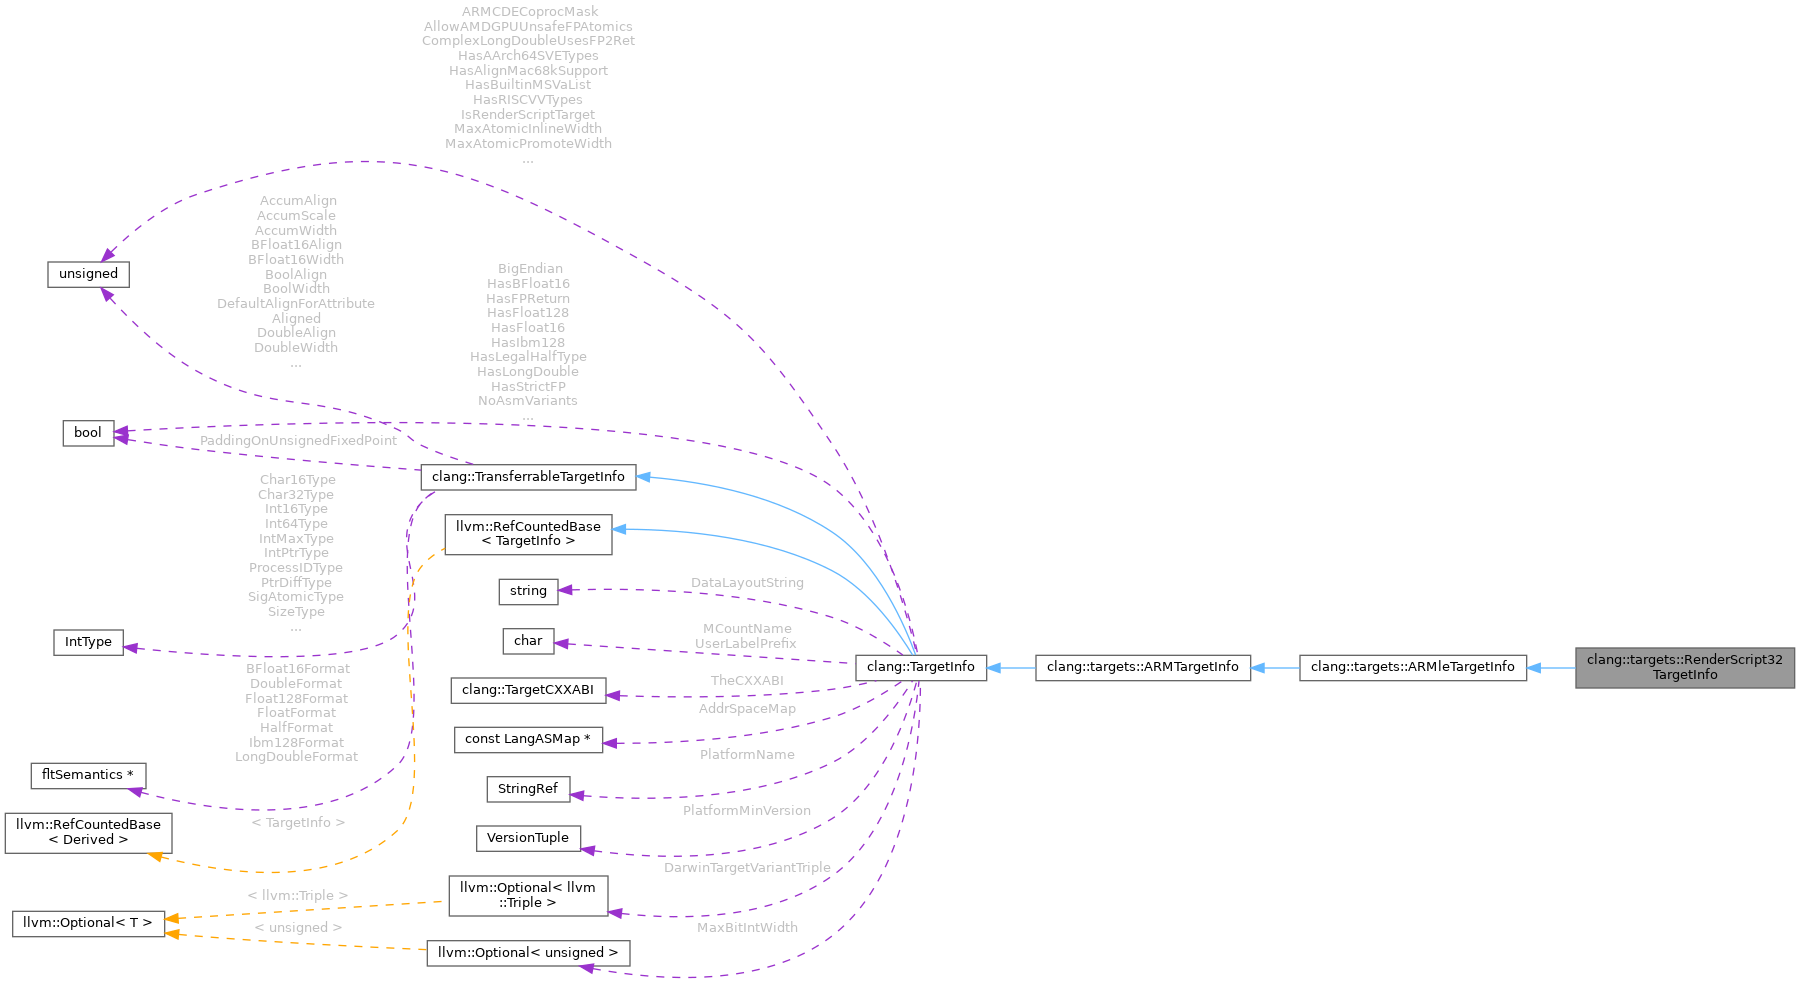 ARMCDECoprocMask
AllowAMDGPUUnsafeFPAtomics
ComplexLongDoubleUsesFP2Ret
HasAArch64SVETypes
HasAlignMac68kSupport
HasBuiltinMSVaList
HasRISCVVTypes
IsRenderScriptTarget
MaxAtomicInlineWidth
MaxAtomicPromoteWidth
...
AccumAlign
AccumScale
AccumWidth
BFloat16Align
BFloat16Width
BoolAlign
BoolWidth
DefaultAlignForAttribute
Aligned
DoubleAlign
DoubleWidth
...
unsigned
BigEndian
HasBFloat16
HasFPReturn
HasFloat128
HasFloat16
HasIbm128
HasLegalHalfType
HasLongDouble
HasStrictFP
NoAsmVariants
...
bool
PaddingOnUnsignedFixedPoint
clang::TransferrableTargetInfo
Char16Type
Char32Type
Int16Type
Int64Type
IntMaxType
IntPtrType
ProcessIDType
PtrDiffType
SigAtomicType
SizeType
...
llvm::RefCountedBase
< TargetInfo >
string
DataLayoutString
char
MCountName
UserLabelPrefix
IntType
clang::TargetInfo
clang::targets::ARMTargetInfo
clang::targets::ARMleTargetInfo
clang::targets::RenderScript32
TargetInfo
clang::TargetCXXABI
TheCXXABI
AddrSpaceMap
BFloat16Format
DoubleFormat
Float128Format
FloatFormat
HalfFormat
Ibm128Format
LongDoubleFormat
const LangASMap *
PlatformName
fltSemantics *
StringRef
PlatformMinVersion
< TargetInfo >
llvm::RefCountedBase
< Derived >
VersionTuple
DarwinTargetVariantTriple
< llvm::Triple >
llvm::Optional< llvm
::Triple >
llvm::Optional< T >
< unsigned >
MaxBitIntWidth
llvm::Optional< unsigned >